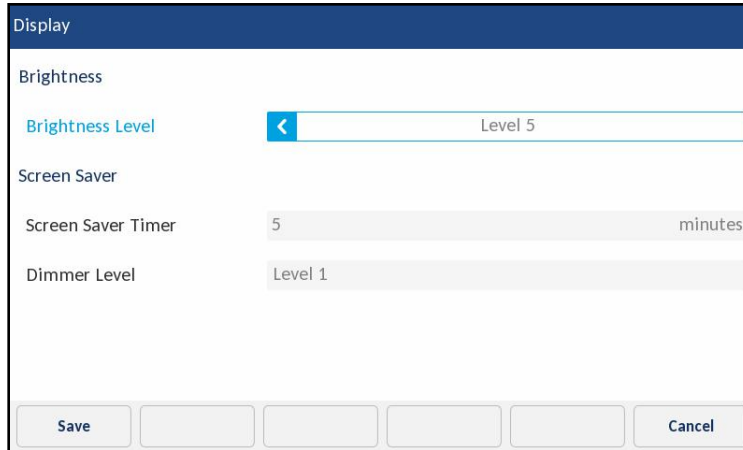 Display
Brightness
Brightness Level Level 5
Screen Saver
Screen Saver Timer 5 minutes
Dimmer Level Level 1
Save Cancel